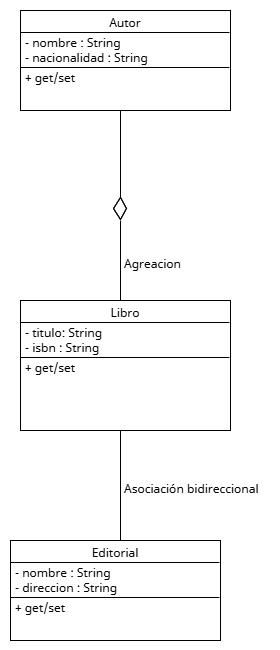 Autor
- nombre : String
- nacionalidad : String
+ get/set
Agreacion
Libro
- titulo: String
- isbn : String
+ get/set
Asociación bidireccional
Editorial
- nombre : String
- direccion : String
+ get/set